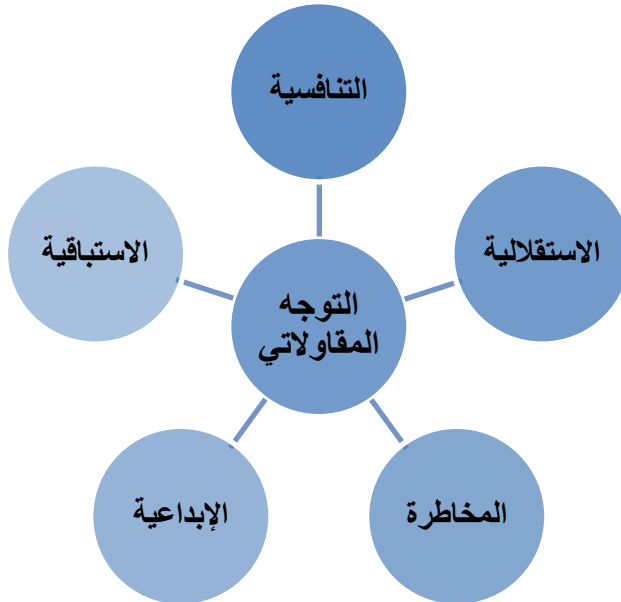 التنافسية
الاستقلالية
الاستباقية
التوجه
المقاولاتي
المخاطرة
الإبداعية